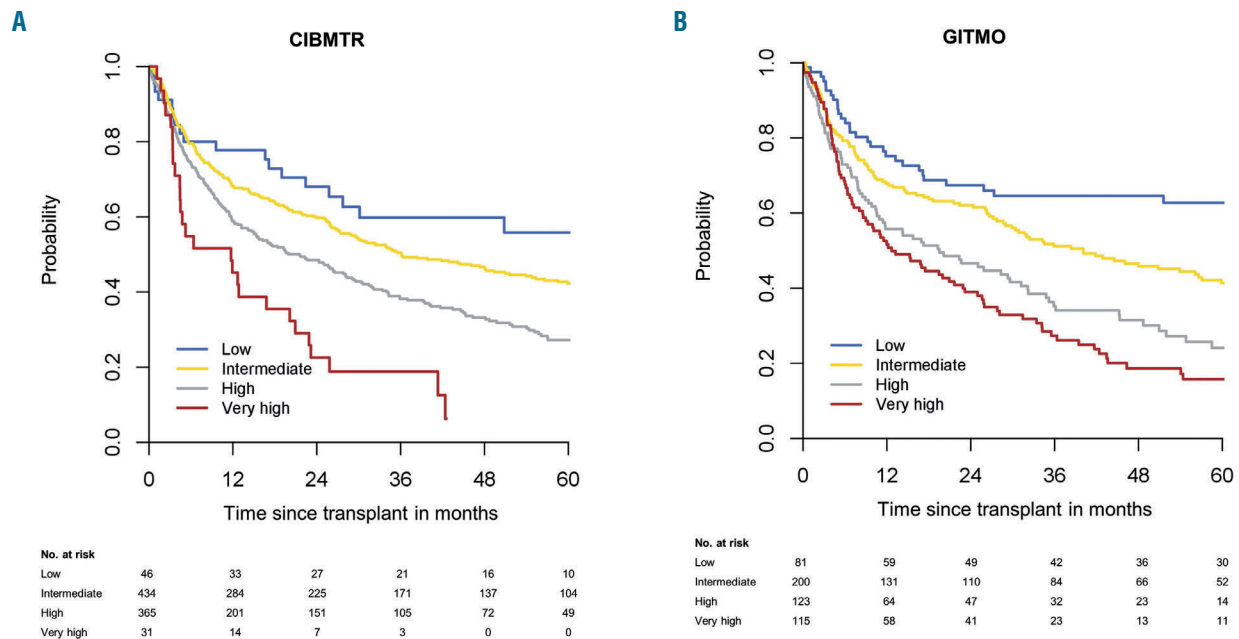 A
CIBMTR
Probability
1.0
0.8
0.6
0.4
0.2
0.0
Low
Intermediate
High
Very high
0 12 24 36 48 60
Time since transplant in months
No. at risk
Low 46 33 27 21 16 10
Intermediate 434 284 225 171 137 104
High 365 201 151 105 72 49
Very high 31 14 7 3 0 0
B
GITMO
Probability
1.0
0.8
0.6
0.4
0.2
0.0
Low
Intermediate
High
Very high
0 12 24 36 48 60
Time since transplant in months
No. at risk
Low 81 59 49 42 36 30
Intermediate 200 131 110 84 66 52
High 123 64 47 32 23 14
Very high 115 58 41 23 13 11